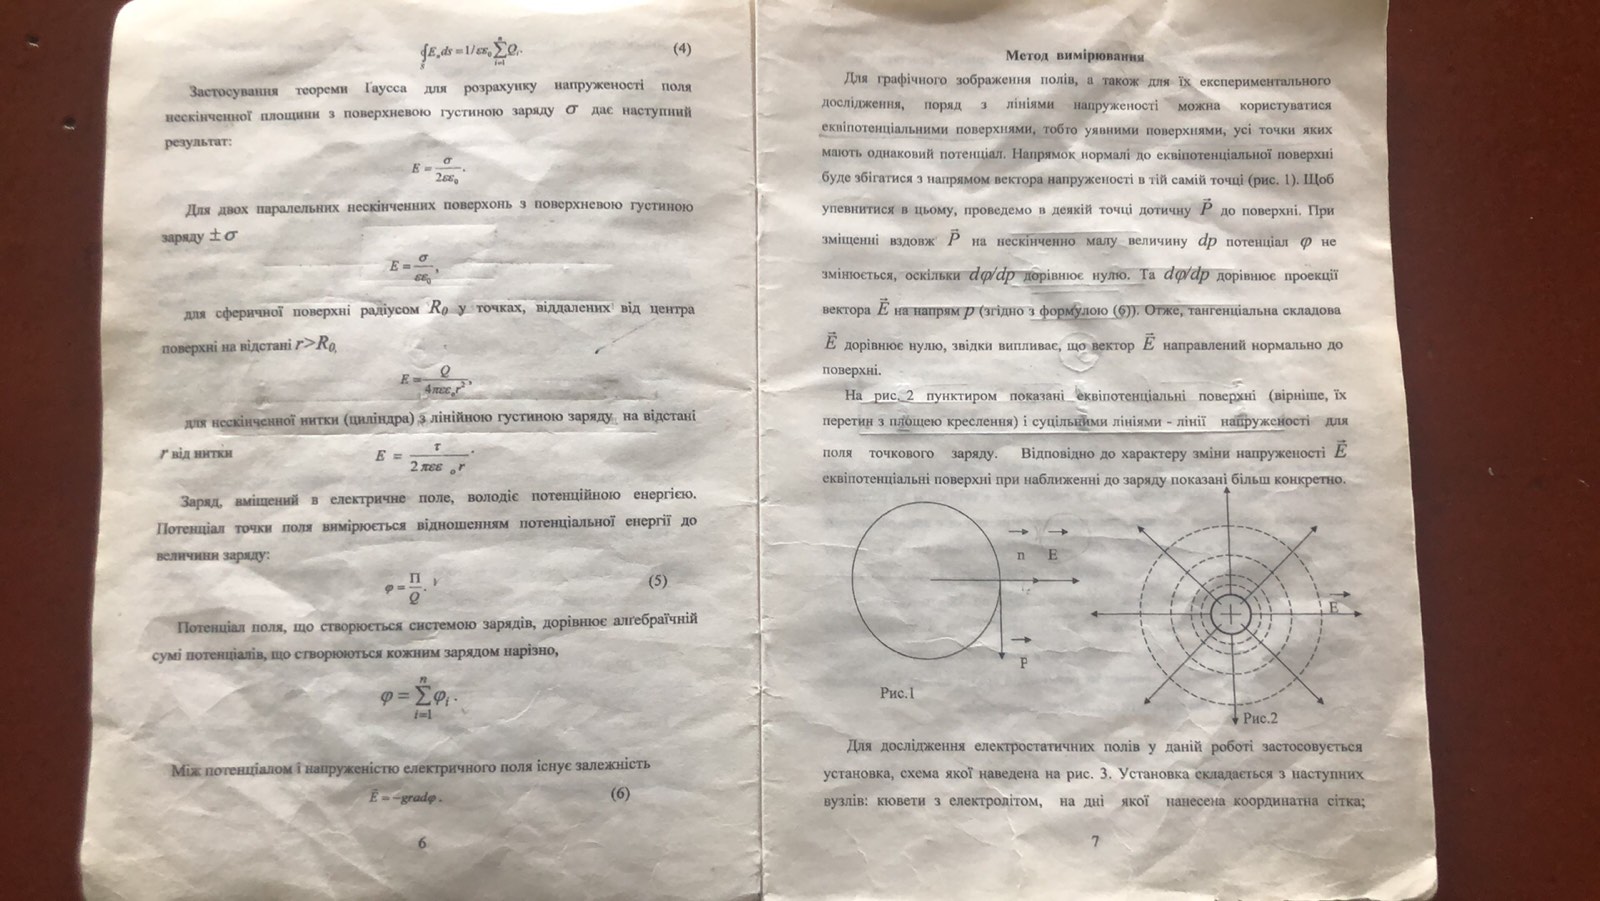 ∮E_n ds = 1/εε₀ ∑Q_i. (4)
S i=1 n
Застосування теореми Гаусса для розрахунку напруженості поля
нескінченної площини з поверхневою густиною заряду σ дає наступний
результат:
E = σ / 2εε₀.
Для двох паралельних нескінченних поверхонь з поверхневою густиною
заряду ± σ
E = σ / εε₀,
для сферичної поверхні радіусом R₀ у точках, віддалених від центра
поверхні на відстані r>R₀,
E = Q / 4πεε₀r²,
для нескінченної нитки (циліндра) з лінійною густиною заряду на відстані
r від нитки E = τ / 2πεε₀r.
Заряд, вміщений в електричне поле, володіє потенційною енергією.
Потенціал точки поля вимірюється відношенням потенціальної енергії до
величини заряду:
φ = П / Q. (5)
Потенціал поля, що створюється системою зарядів, дорівнює алгебраїчній
сумі потенціалів, що створюються кожним зарядом нарізно,
n
φ = ∑φ_i.
i=1
Між потенціалом і напруженістю електричного поля існує залежність
E⃗ = −gradφ. (6)
6
Метод вимірювання
Для графічного зображення полів, а також для їх експериментального
дослідження, поряд з лініями напруженості можна користуватися
еквіпотенціальними поверхнями, тобто уявними поверхнями, усі точки яких
мають однаковий потенціал. Напрямок нормалі до еквіпотенціальної поверхні
буде збігатися з напрямом вектора напруженості в тій самій точці (рис. 1). Щоб
упевнитися в цьому, проведемо в деякій точці дотичну P⃗ до поверхні. При
зміщенні вздовж P⃗ на нескінченно малу величину dp потенціал φ не
змінюється, оскільки dφ/dp дорівнює нулю. Та dφ/dp дорівнює проекції
вектора E⃗ на напрям p (згідно з формулою (6)). Отже, тангенціальна складова
E⃗ дорівнює нулю, звідки випливає, що вектор E⃗ направлений нормально до
поверхні.
На рис. 2 пунктиром показані еквіпотенціальні поверхні (вірніше, їх
перетин з площею креслення) і суцільними лініями - лінії напруженості для
поля точкового заряду. Відповідно до характеру зміни напруженості E⃗
еквіпотенціальні поверхні при наближенні до заряду показані більш конкретно.
n E
P
Рис.1
E
Рис.2
Для дослідження електростатичних полів у даній роботі застосовується
установка, схема якої наведена на рис. 3. Установка складається з наступних
вузлів: кювети з електролітом, на дні якої нанесена координатна сітка;
7